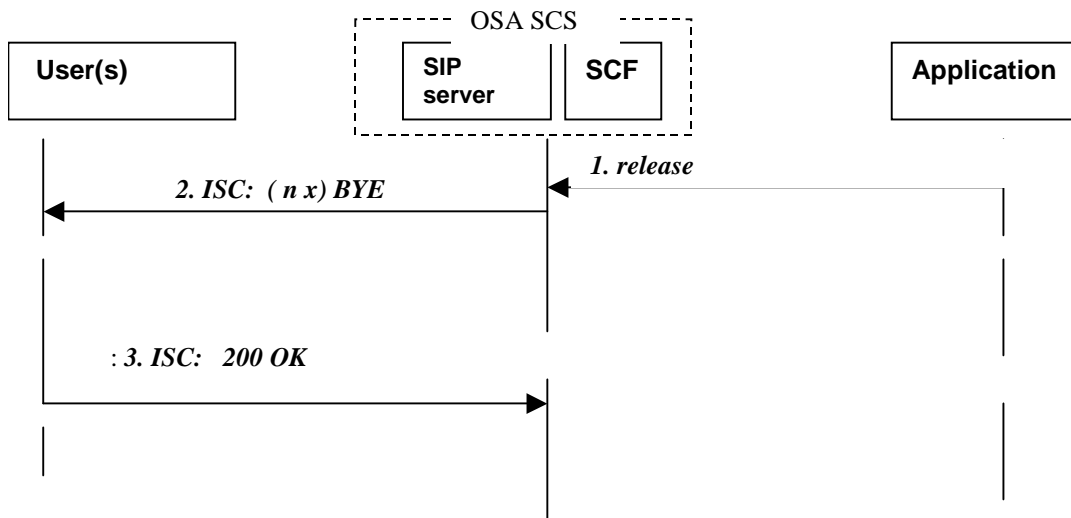 OSA SCS
User(s)
SIP
server
SCF
Application
1. release
2. ISC: ( n x) BYE
: 3. ISC: 200 OK